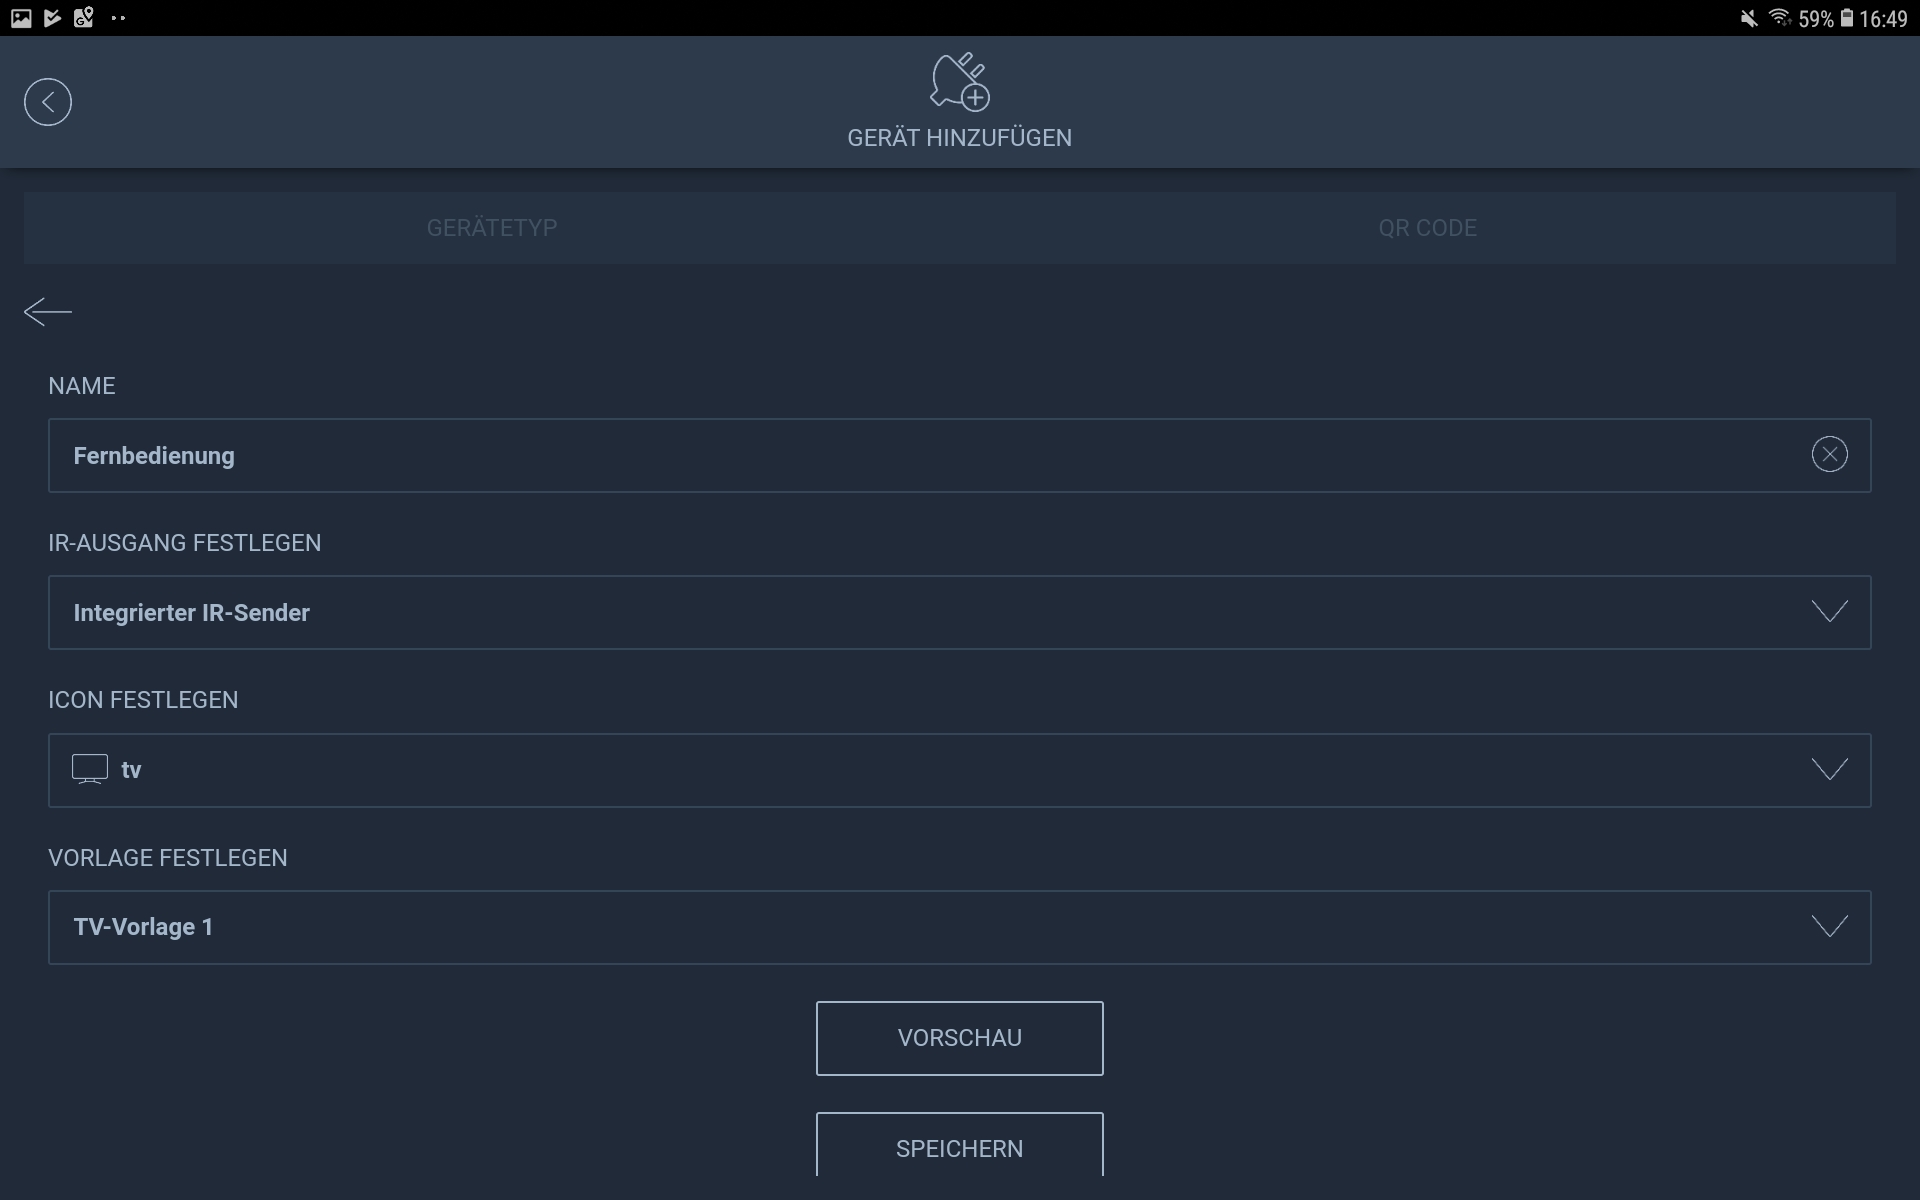 59% 16:49
GERÄT HINZUFÜGEN
GERÄTETYP QR CODE
NAME
Fernbedienung
IR-AUSGANG FESTLEGEN
Integrierter IR-Sender
ICON FESTLEGEN
tv
VORLAGE FESTLEGEN
TV-Vorlage 1
VORSCHAU
SPEICHERN